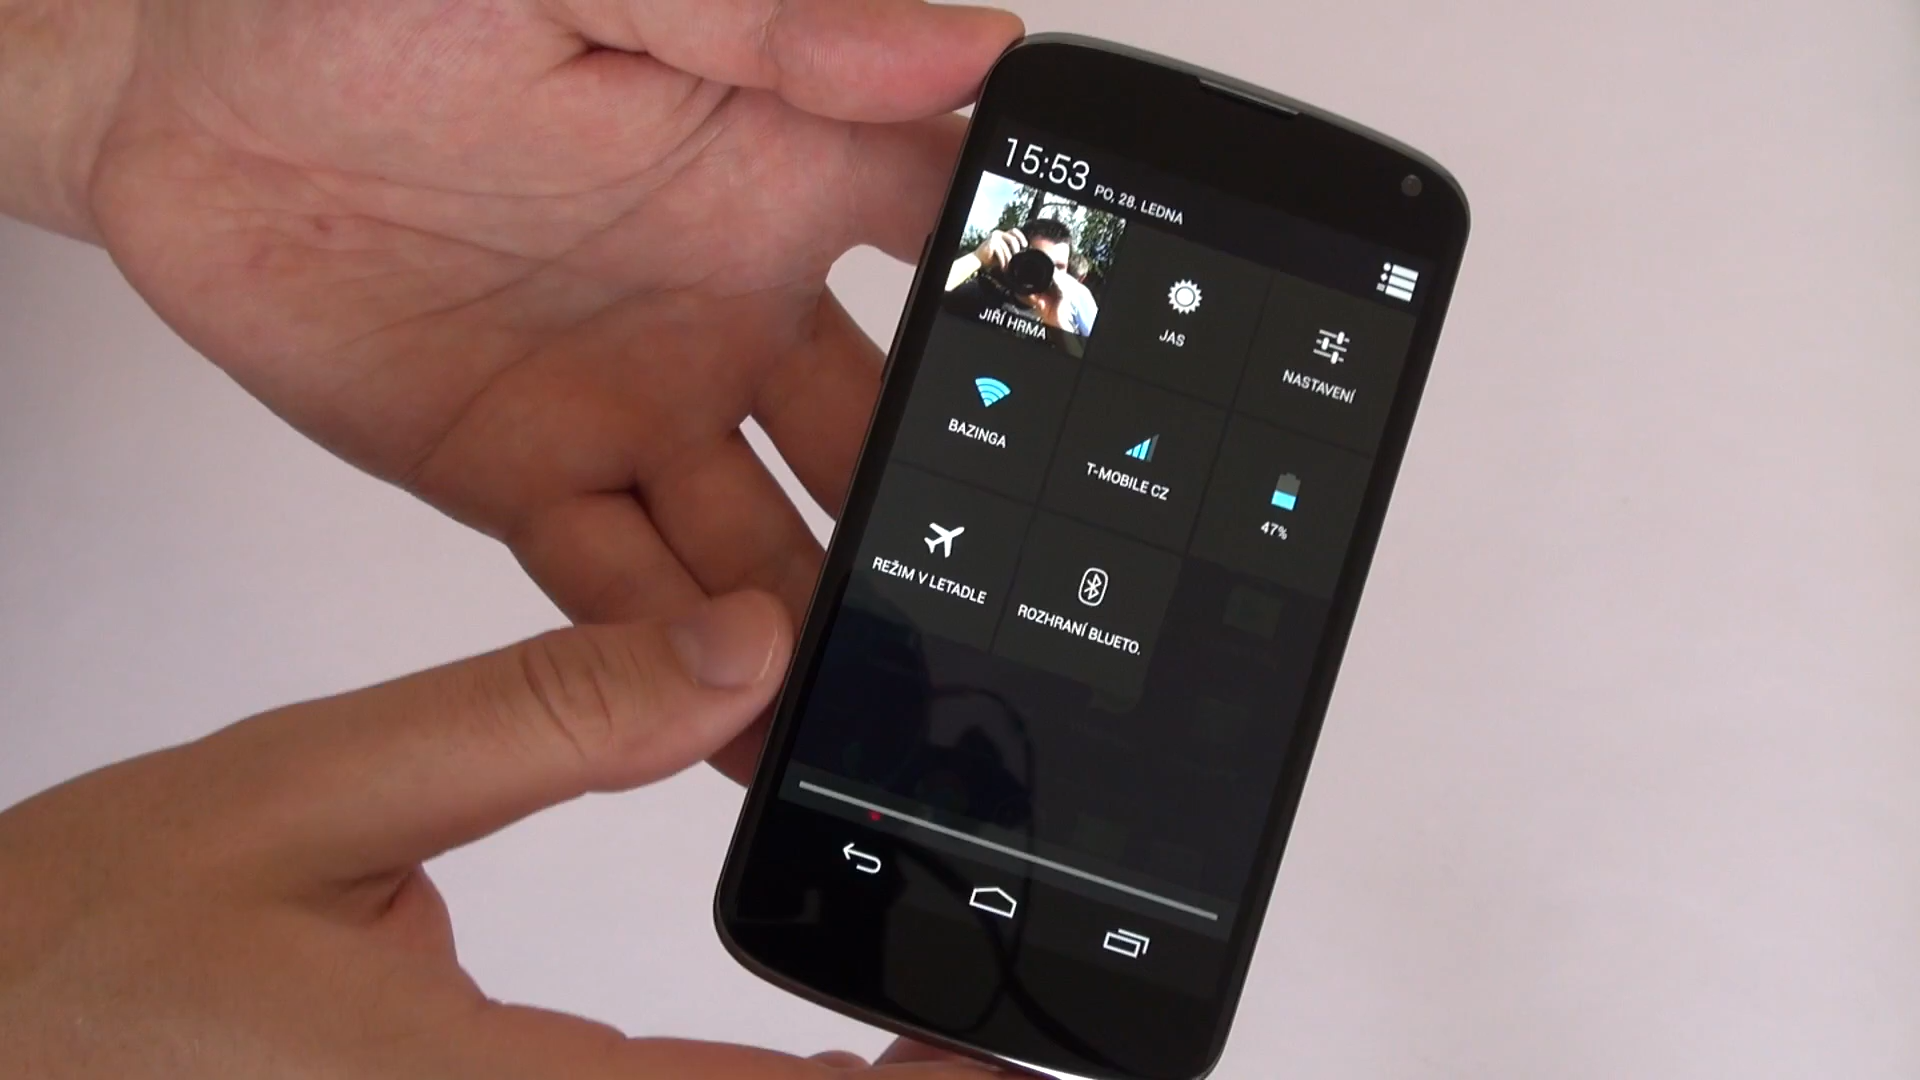 15:53 PO, 28. LEDNA
JIŘÍ HRMA
JAS
NASTAVENÍ
BAZINGA
T-MOBILE CZ
47%
REŽIM V LETADLE
ROZHRANÍ BLUETO.